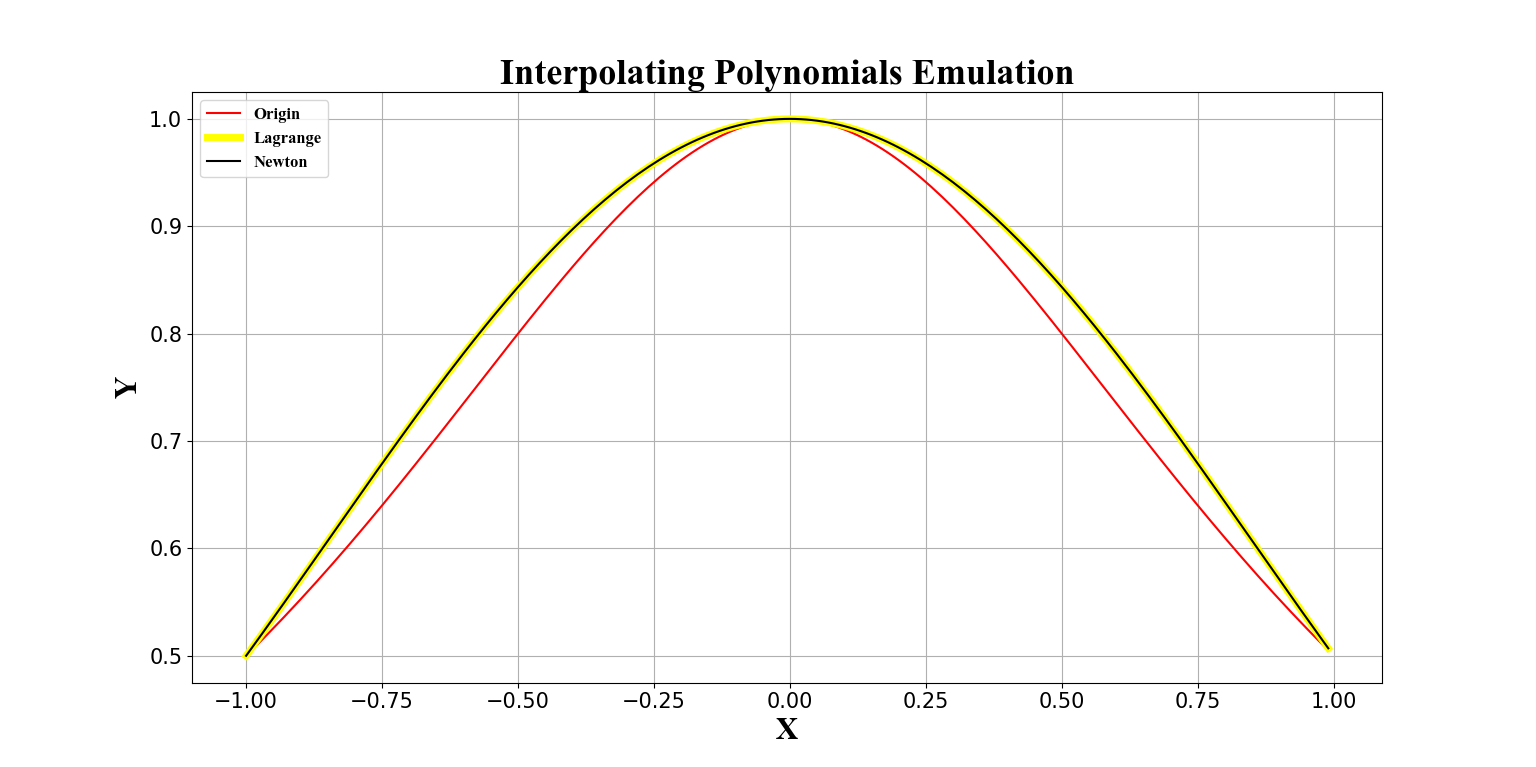 Interpolating Polynomials Emulation
Origin
Lagrange
Newton
1.0
0.9
0.8
0.7
0.6
0.5
Y
−1.00 −0.75 −0.50 −0.25 0.00 0.25 0.50 0.75 1.00
X